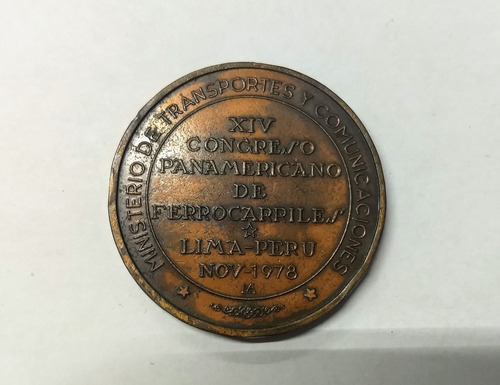 MINISTERIO DE TRANSPORTES Y COMUNICACIONES
XIV
CONGRESO
PANAMERICANO
DE
FERROCARRILES
LIMA-PERU
NOV-1978